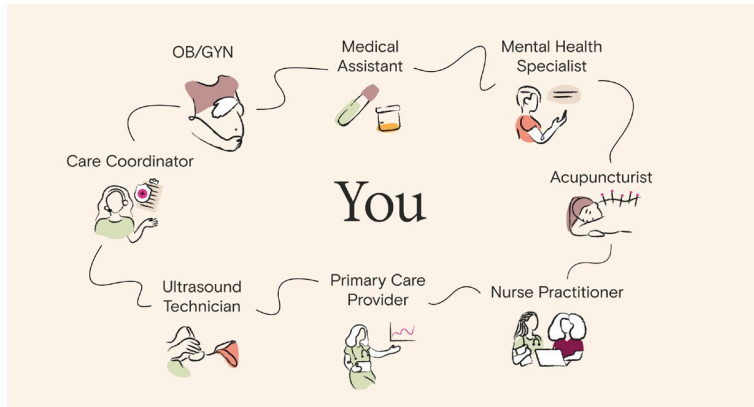 OB/GYN
Medical
Assistant
Mental Health
Specialist
Care Coordinator
You
Acupuncturist
Ultrasound
Technician
Primary Care
Provider
Nurse Practitioner